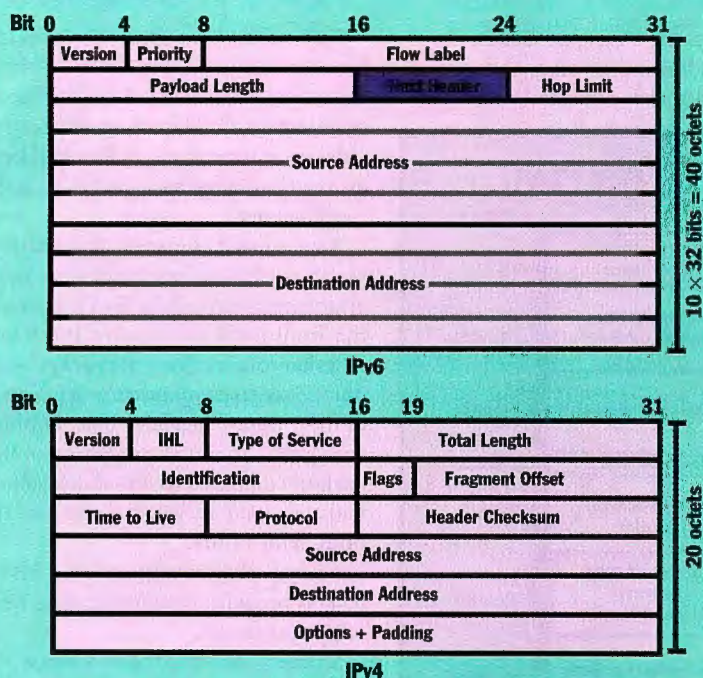 Bit 0 4 8 16 24 31
Version Priority Flow Label
Payload Length Next Header Hop Limit
Source Address
Destination Address
10 × 32 bits = 40 octets
IPv6
Bit 0 4 8 16 19 31
Version IHL Type of Service Total Length
Identification Flags Fragment Offset
Time to Live Protocol Header Checksum
Source Address
Destination Address
Options + Padding
20 octets
IPv4